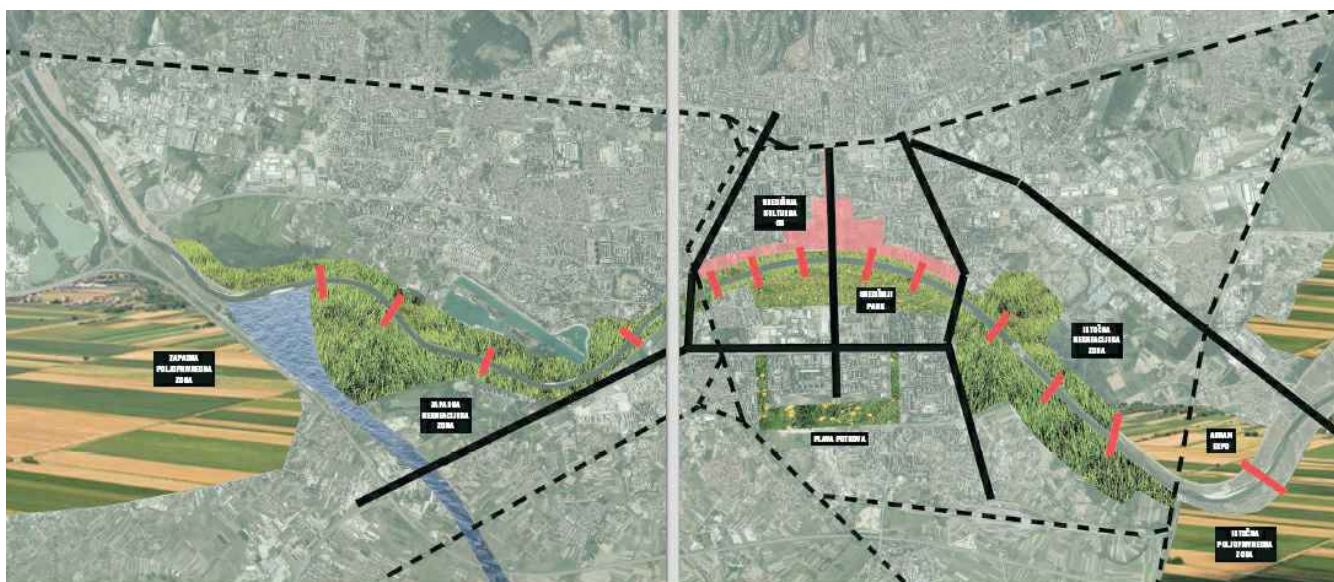 SREDIŠNJA
KULTURNA
OS
SREDIŠNJI
PARK
ISTOČNA
REKREACIJSKA
ZONA
ZAPADNA
POLJOPRIVREDNA
ZONA
ZAPADNA
REKREACIJSKA
ZONA
PLAVA POTKOVA
ISTOČNA
POLJOPRIVREDNA
ZONA